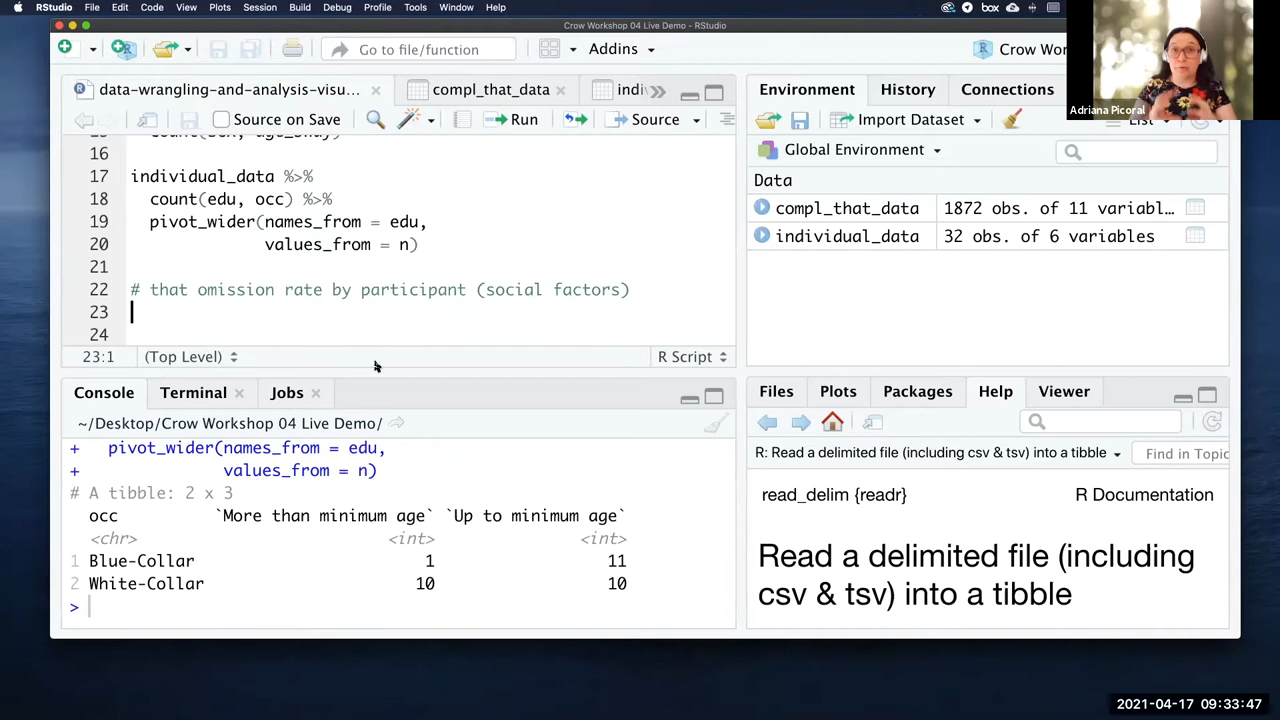 RStudio File Edit Code View Plots Session Build Debug Profile Tools Window Help box
Crow Workshop 04 Live Demo - RStudio
Go to file/function Addins Crow Wor
Adriana Picoral
data-wrangling-and-analysis-visu... compl_that_data indi
Source on Save Run Source
16
17 individual_data %>%
18 count(edu, occ) %>%
19 pivot_wider(names_from = edu,
20 values_from = n)
21
22 # that omission rate by participant (social factors)
23
24
23:1 (Top Level) R Script
Environment History Connections
Import Dataset List
Global Environment
Data
compl_that_data 1872 obs. of 11 variabl...
individual_data 32 obs. of 6 variables
Console Terminal Jobs
~/Desktop/Crow Workshop 04 Live Demo/
+ pivot_wider(names_from = edu,
+ values_from = n)
# A tibble: 2 x 3
occ `More than minimum age` `Up to minimum age`
<chr> <int> <int>
1 Blue-Collar 1 11
2 White-Collar 10 10
>
Files Plots Packages Help Viewer
R: Read a delimited file (including csv & tsv) into a tibble Find in Topic
read_delim {readr} R Documentation
Read a delimited file (including
csv & tsv) into a tibble
2021-04-17 09:33:47